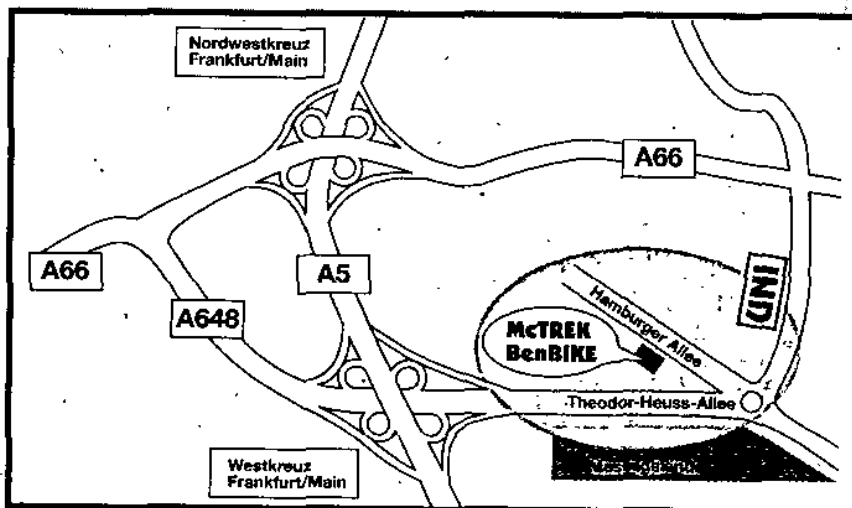 Nordwestkreuz
Frankfurt/Main
A66
A66
A5
A648
UNI
Hamburger Allee
McTREK
BenBIKE
Theodor-Heuss-Allee
Westkreuz
Frankfurt/Main